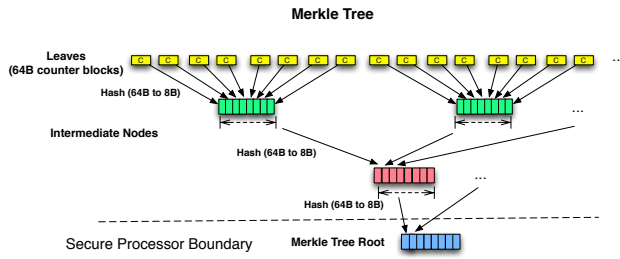 Merkle Tree
Leaves
(64B counter blocks)
C C C C C C C C C C C C C C C C ..
Hash (64B to 8B)
Intermediate Nodes
...
Hash (64B to 8B)
...
Hash (64B to 8B)
Secure Processor Boundary
Merkle Tree Root